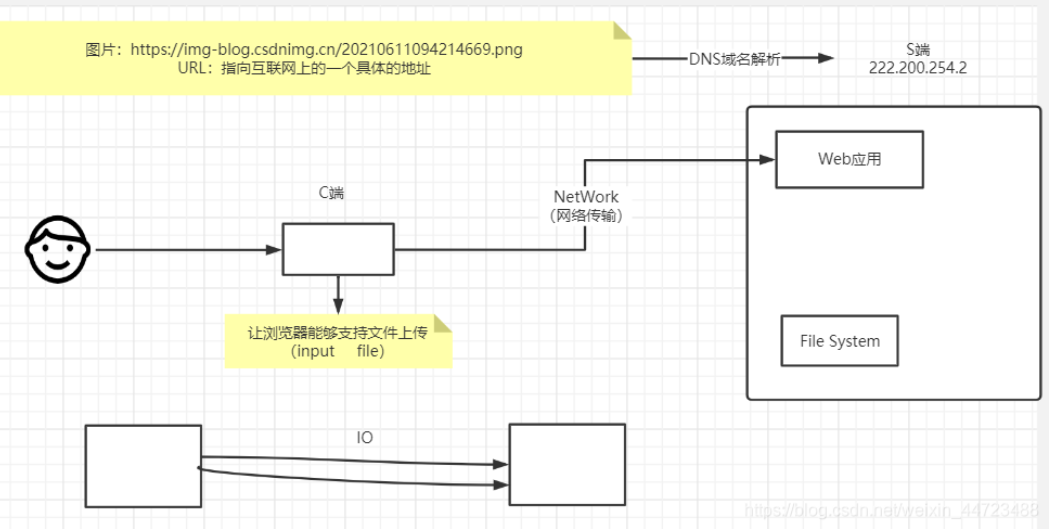 图片：https://img-blog.csdnimg.cn/20210611094214669.png
URL：指向互联网上的一个具体的地址
DNS域名解析
S端
222.200.254.2
Web应用
C端
NetWork
（网络传输）
让浏览器能够支持文件上传
（input file）
File System
IO
https://blog.csdn.net/weixin_44723488